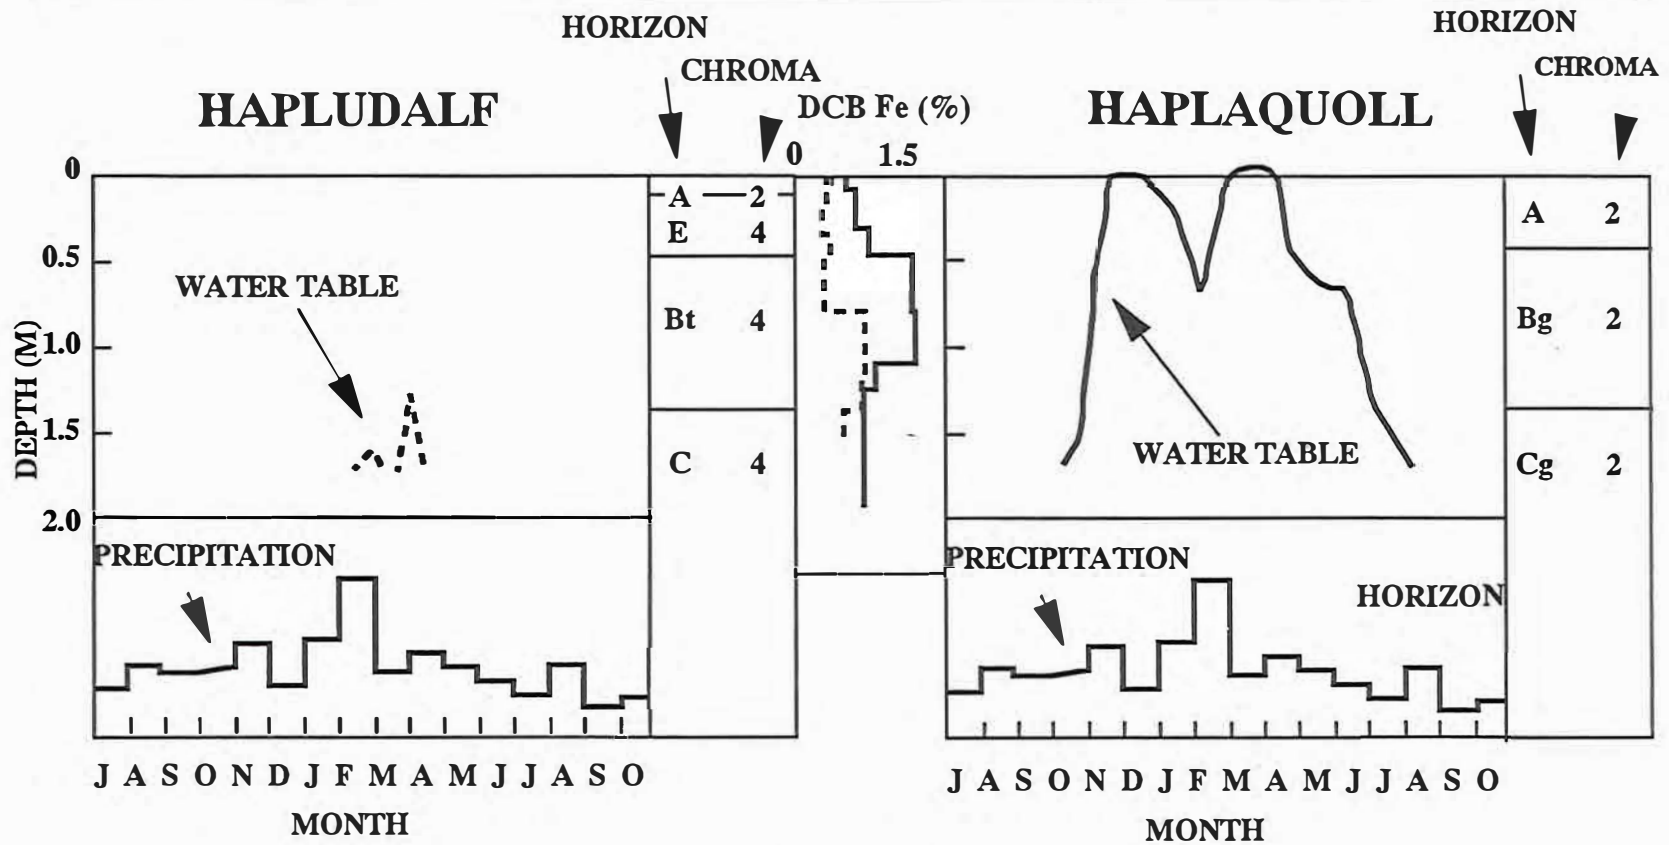 HORIZON
HORIZON
CHROMA
CHROMA
HAPLUDALF
DCB Fe (%)
HAPLAQUOLL
0
0
1.5
A 2
A 2
E 4
0.5
WATER TABLE
Bt 4
Bg 2
1.0
DEPTH (M)
1.5
WATER TABLE
C 4
Cg 2
2.0
PRECIPITATION
PRECIPITATION
HORIZON
J A S O N D J F M A M J J A S O
J A S O N D J F M A M J J A S O
MONTH
MONTH